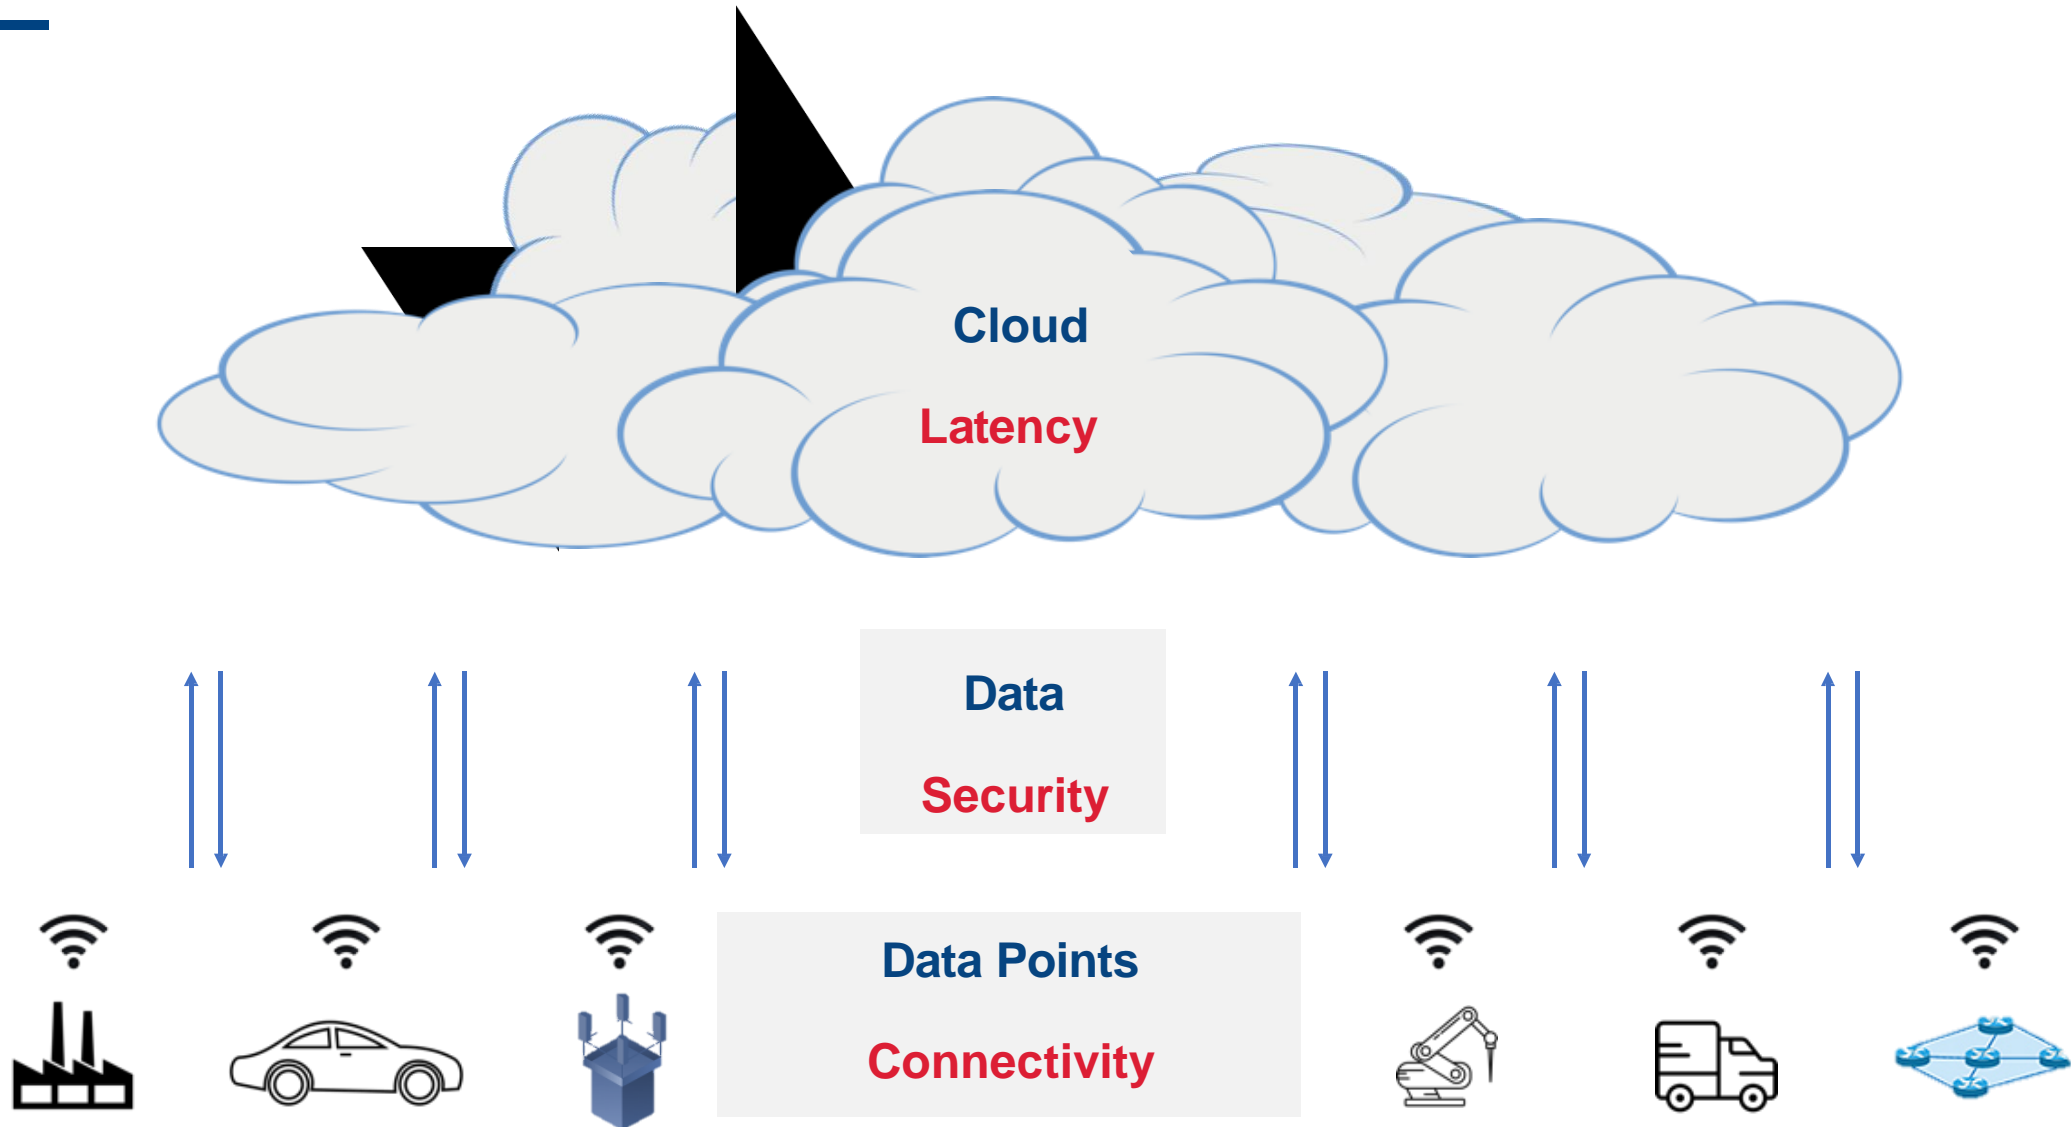 Cloud
Latency
Data
Security
Data Points
Connectivity